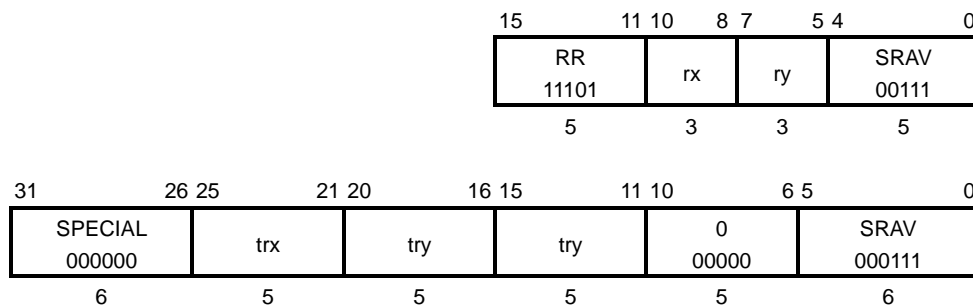 15 11 10 8 7 5 4 0
RR rx ry SRAV
11101 00111
5 3 3 5
31 26 25 21 20 16 15 11 10 6 5 0
SPECIAL trx try try 0 SRAV
000000 00000 000111
6 5 5 5 5 6